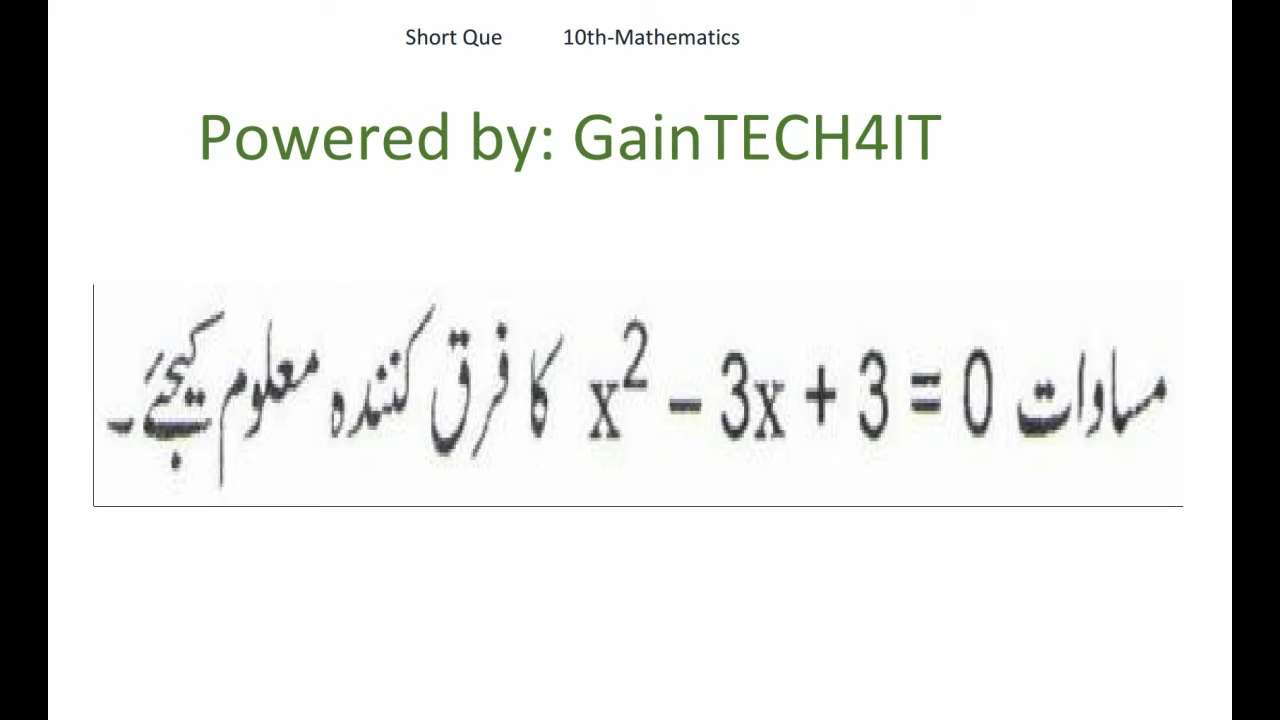 Short Que 10th-Mathematics
Powered by: GainTECH4IT
مساوات x² − 3x + 3 = 0 کا فرق کنندہ معلوم کیجئے۔